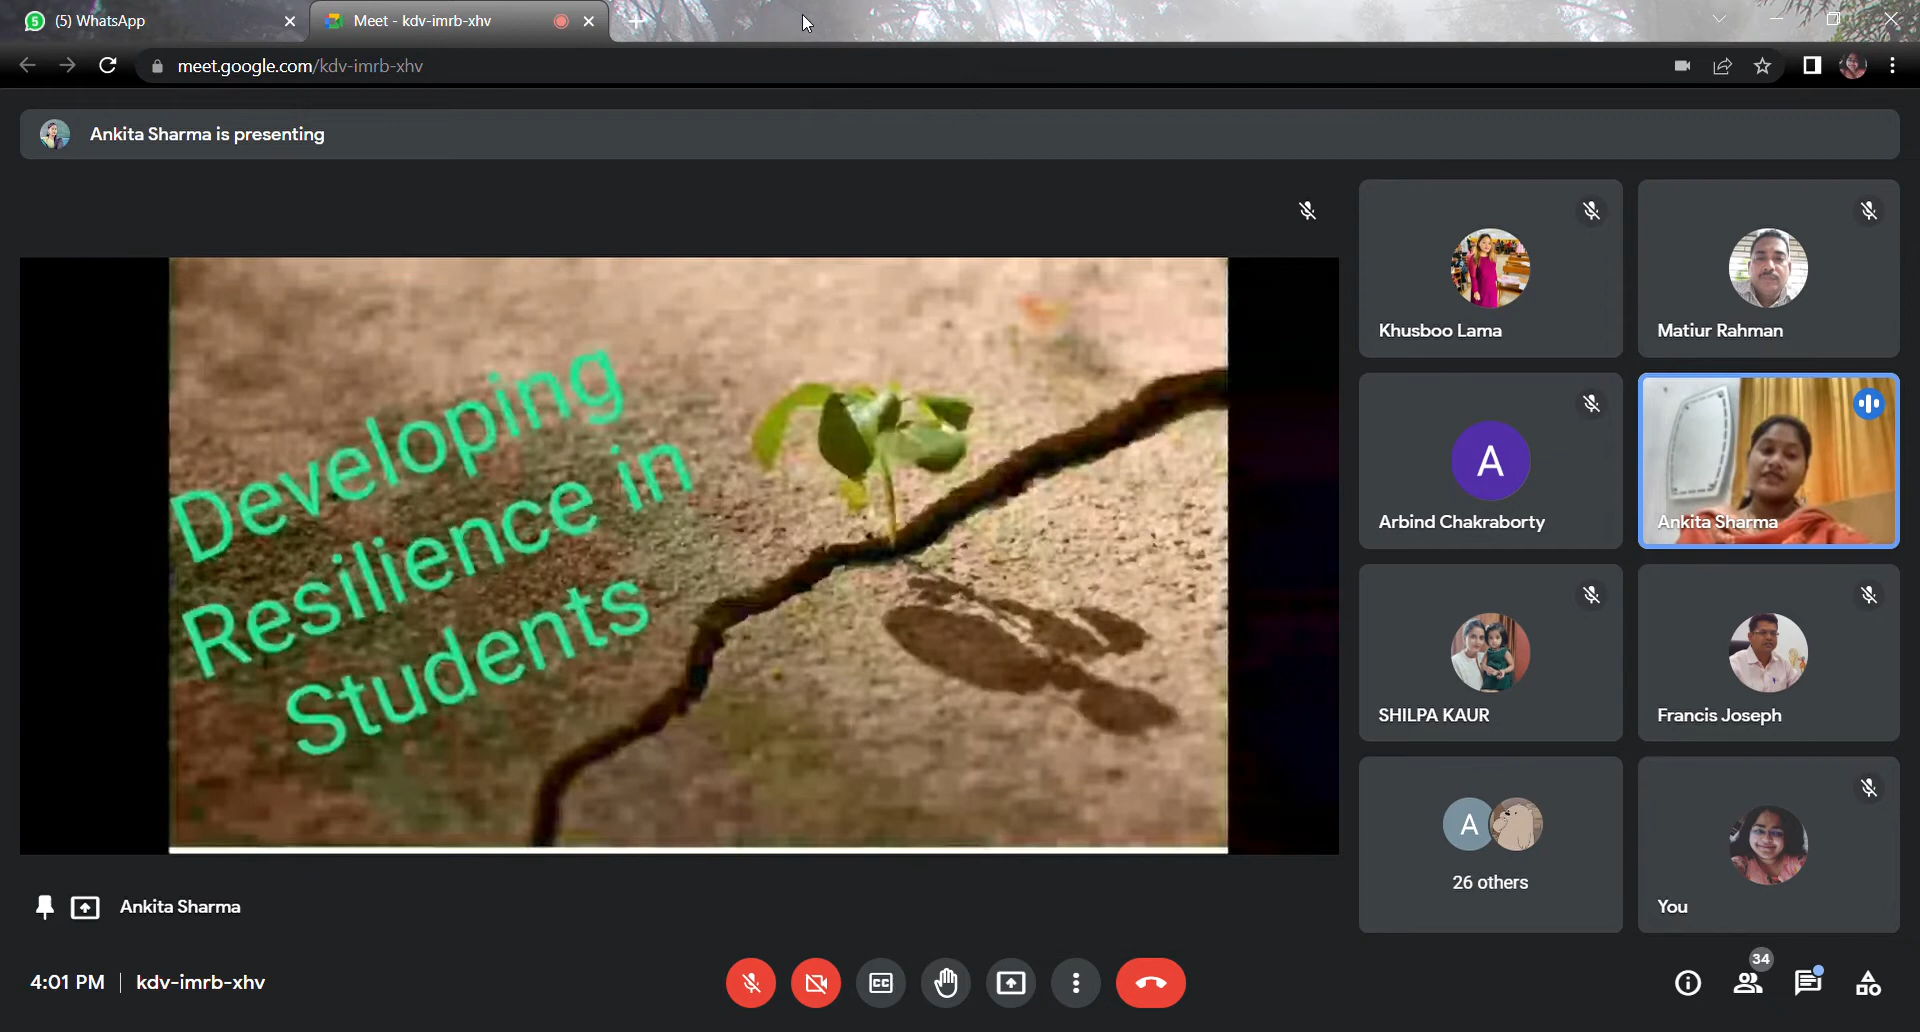 (5) WhatsApp
Meet - kdv-imrb-xhv
meet.google.com/kdv-imrb-xhv
Ankita Sharma is presenting
Developing
Resilience in
Students
Khusboo Lama
Matiur Rahman
A
Arbind Chakraborty
Ankita Sharma
SHILPA KAUR
Francis Joseph
A
26 others
You
Ankita Sharma
4:01 PM | kdv-imrb-xhv
CC
34